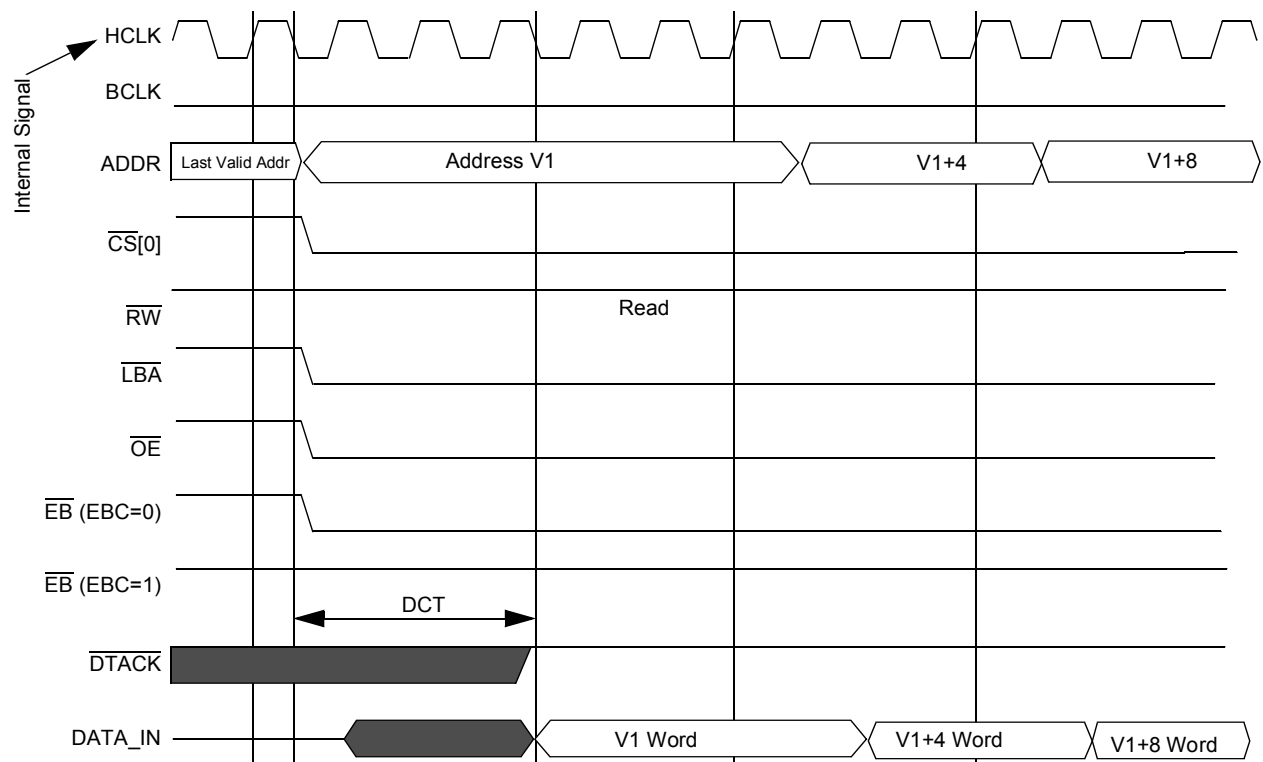 Internal Signal
HCLK
BCLK
ADDR Last Valid Addr Address V1 V1+4 V1+8
CS[0]
RW Read
LBA
OE
EB (EBC=0)
EB (EBC=1)
DCT
DTACK
DATA_IN V1 Word V1+4 Word V1+8 Word